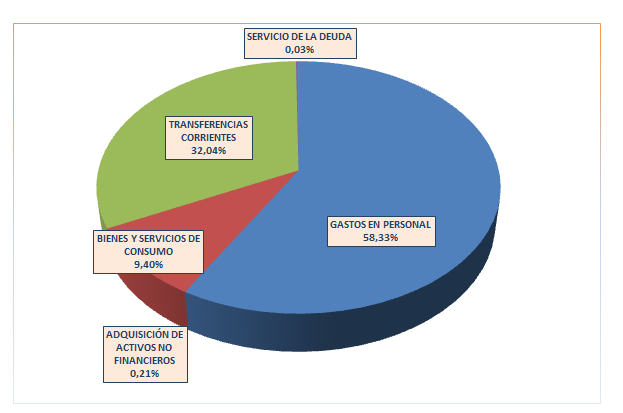 SERVICIO DE LA DEUDA
0,03%
TRANSFERENCIAS
CORRIENTES
32,04%
GASTOS EN PERSONAL
58,33%
BIENES Y SERVICIOS DE
CONSUMO
9,40%
ADQUISICIÓN DE
ACTIVOS NO
FINANCIEROS
0,21%